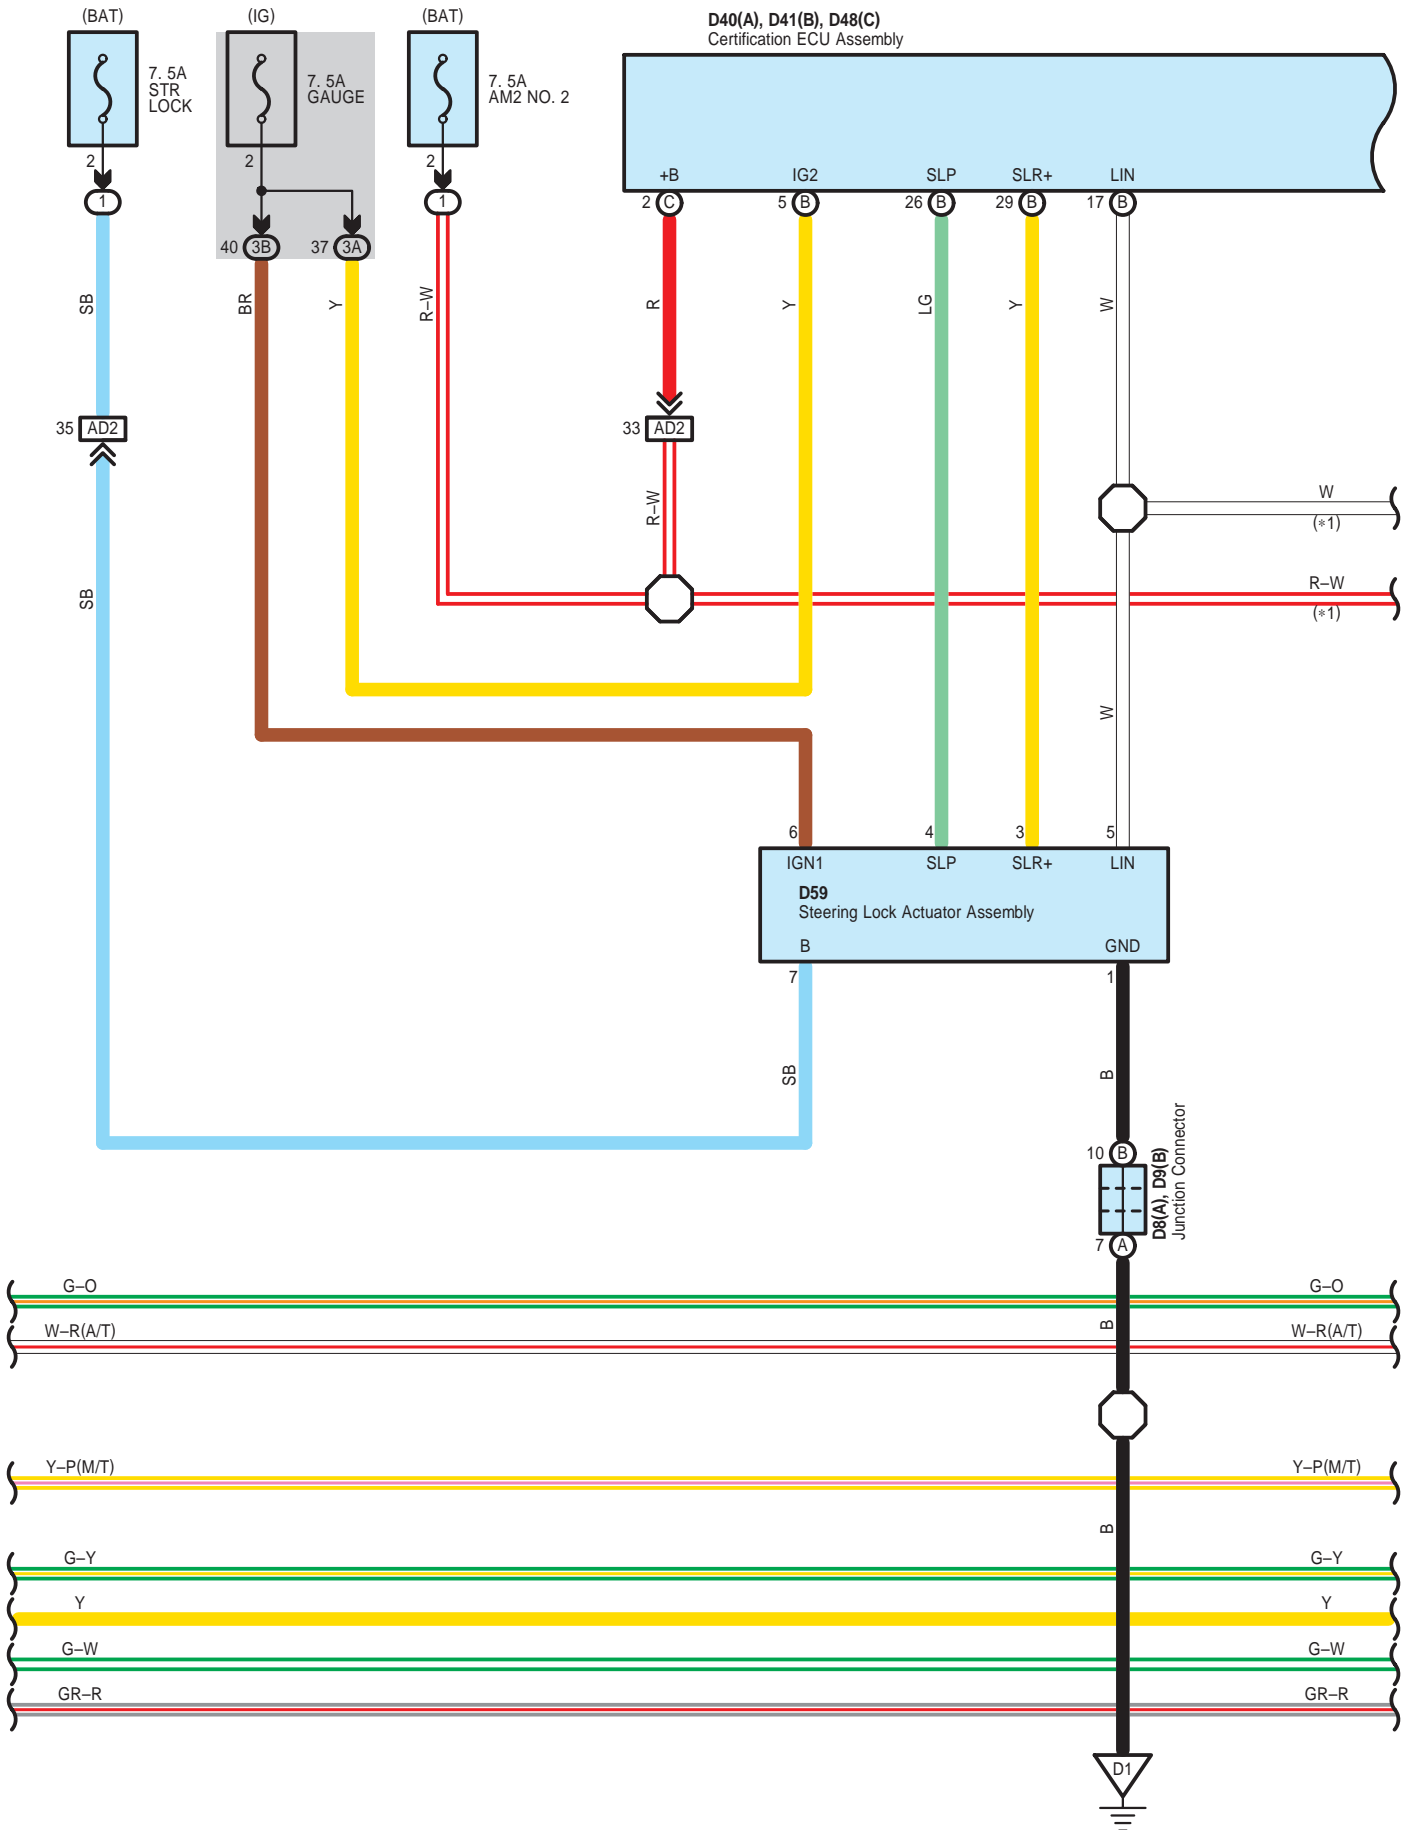 (BAT)
(IG)
(BAT)
D40(A), D41(B), D48(C)
Certification ECU Assembly
7. 5A
STR
LOCK
7. 5A
GAUGE
7. 5A
AM2 NO. 2
2
2
2
+B
IG2
SLP
SLR+
LIN
1
1
2 C
5 B
26 B
29 B
17 B
40 3B
37 3A
SB
BR
Y
R–W
R
Y
LG
Y
W
35 AD2
33 AD2
R–W
W
(∗1)
SB
R–W
(∗1)
W
6
4
3
5
IGN1
SLP
SLR+
LIN
D59
Steering Lock Actuator Assembly
B
GND
7
1
SB
B
10 B
D8(A), D9(B)
Junction Connector
7 A
G–O
G–O
B
W–R(A/T)
W–R(A/T)
Y–P(M/T)
Y–P(M/T)
B
G–Y
G–Y
Y
Y
G–W
G–W
GR–R
GR–R
D1